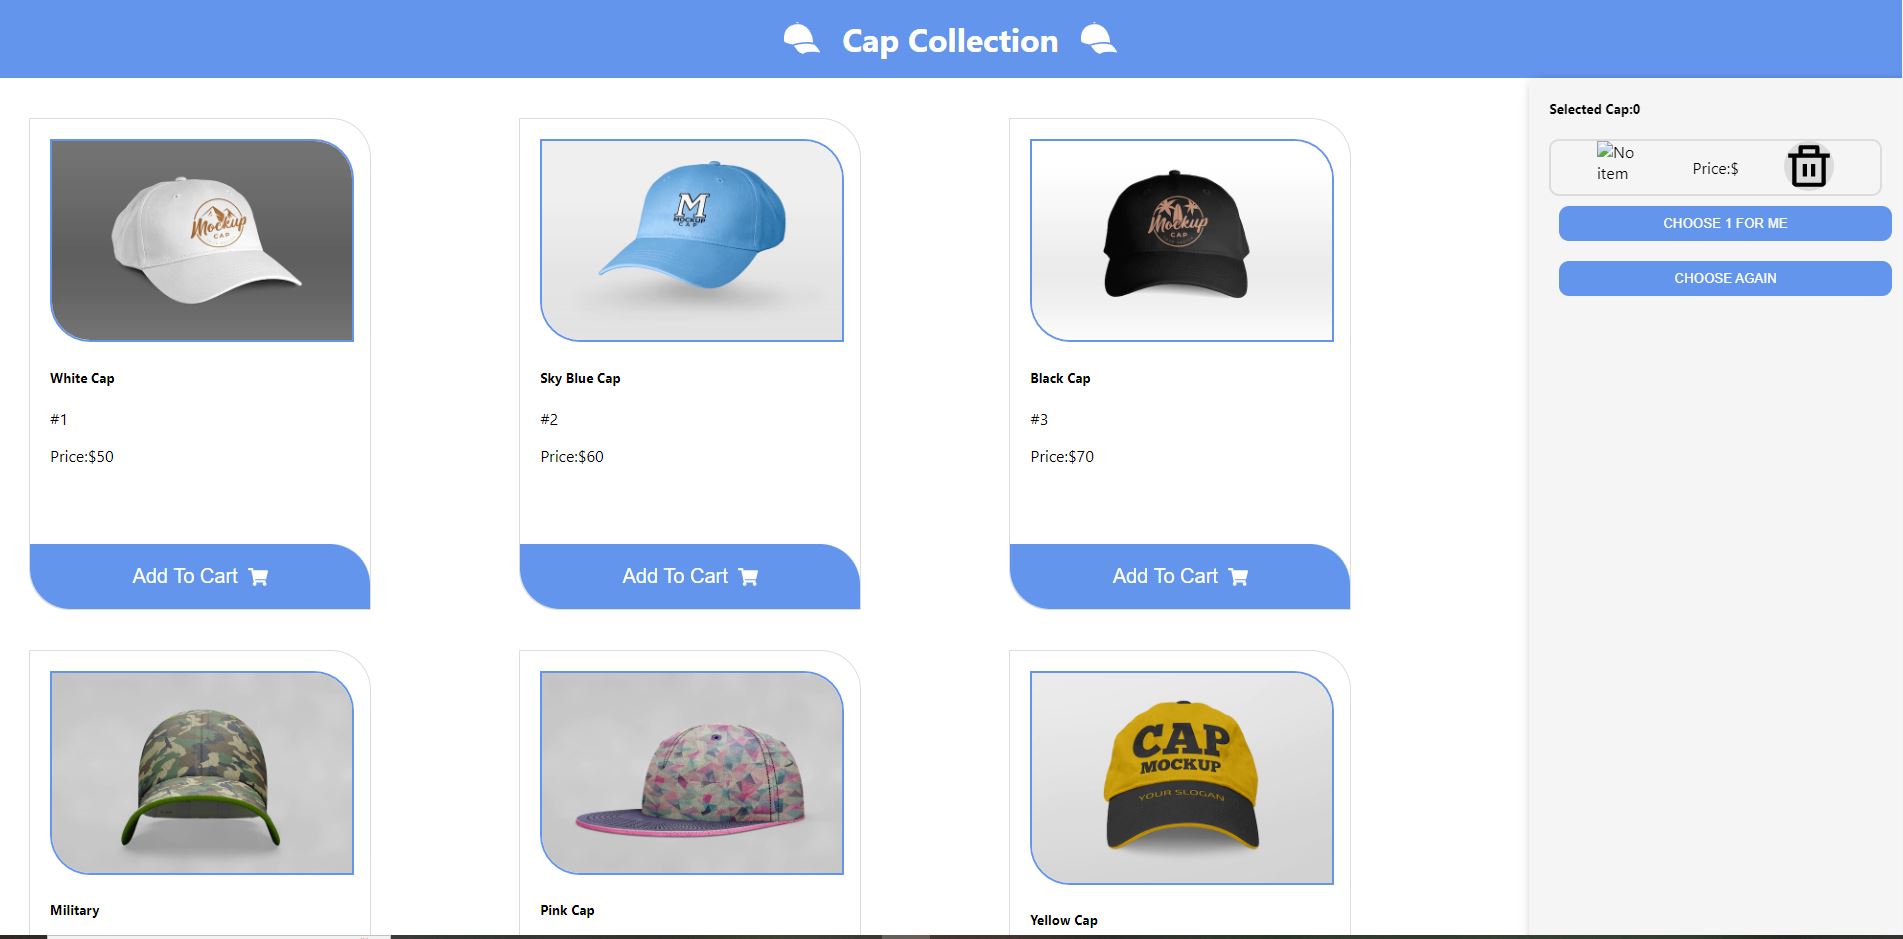 Cap Collection
Selected Cap:0
No
item
Price:$
CHOOSE 1 FOR ME
CHOOSE AGAIN
Mockup
CAP
M
MOCKUP
CAP
Mockup
CAP
White Cap
#1
Price:$50
Add To Cart
Sky Blue Cap
#2
Price:$60
Add To Cart
Black Cap
#3
Price:$70
Add To Cart
CAP
MOCKUP
YOUR SLOGAN
Military
Pink Cap
Yellow Cap